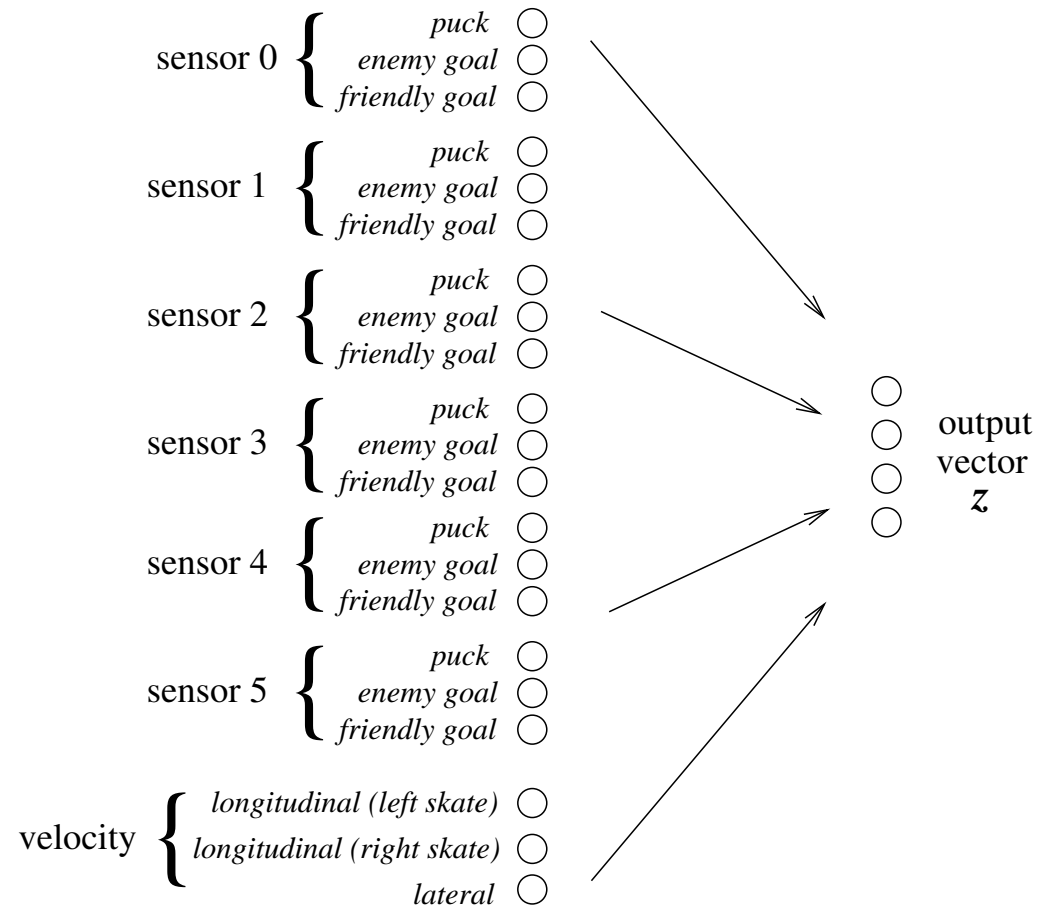 puck
sensor 0
enemy goal
friendly goal
puck
sensor 1
enemy goal
friendly goal
puck
sensor 2
enemy goal
friendly goal
puck
sensor 3
enemy goal
friendly goal
puck
sensor 4
enemy goal
friendly goal
puck
sensor 5
enemy goal
friendly goal
longitudinal (left skate)
velocity
longitudinal (right skate)
lateral
output
vector
z